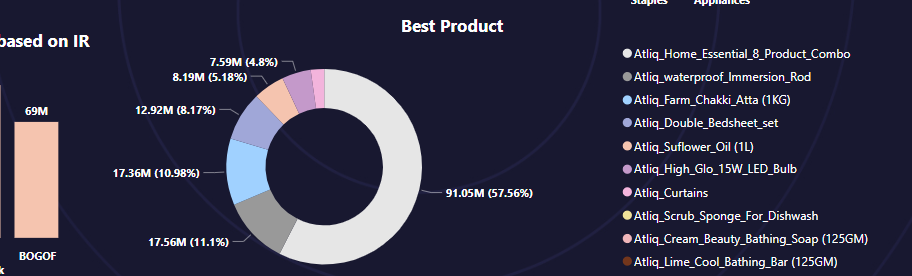 Staples Appliances
based on IR
Best Product
69M
BOGOF
k
7.59M (4.8%)
8.19M (5.18%)
12.92M (8.17%)
17.36M (10.98%)
17.56M (11.1%)
91.05M (57.56%)
Atliq_Home_Essential_8_Product_Combo
Atliq_waterproof_Immersion_Rod
Atliq_Farm_Chakki_Atta (1KG)
Atliq_Double_Bedsheet_set
Atliq_Suflower_Oil (1L)
Atliq_High_Glo_15W_LED_Bulb
Atliq_Curtains
Atliq_Scrub_Sponge_For_Dishwash
Atliq_Cream_Beauty_Bathing_Soap (125GM)
Atliq_Lime_Cool_Bathing_Bar (125GM)